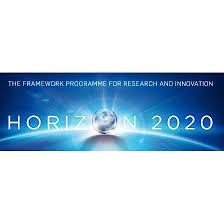 THE FRAMEWORK PROGRAMME FOR RESEARCH AND INNOVATION
HORIZON 2020